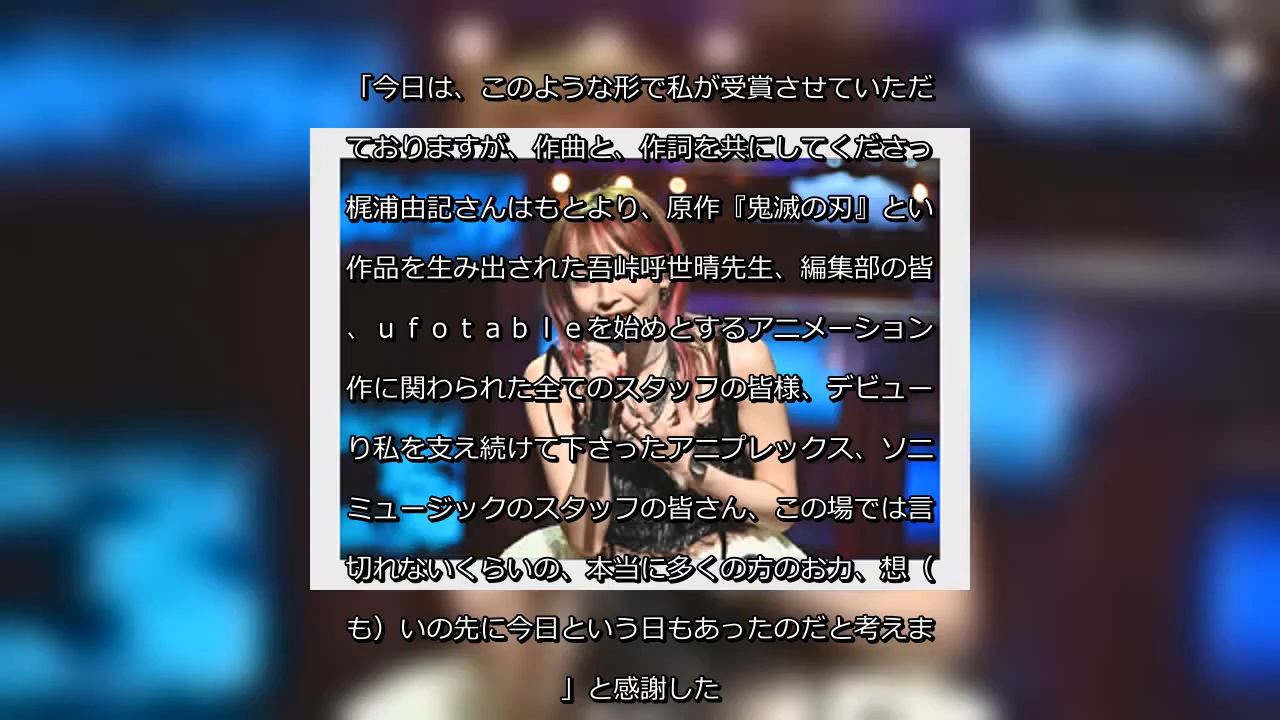 「今日は、このような形で私が受賞させていただ
ておりますが、作曲と、作詞を共にしてくださっ
梶浦由記さんはもとより、原作『鬼滅の刃』とい
作品を生み出された吾峠呼世晴先生、編集部の皆
、ｕｆｏｔａｂｌｅを始めとするアニメーション
作に関わられた全てのスタッフの皆様、デビュー
り私を支え続けて下さったアニプレックス、ソニ
ミュージックのスタッフの皆さん、この場では言
切れないくらいの、本当に多くの方のお力、想（
も）いの先に今日という日もあったのだと考えま
」と感謝した